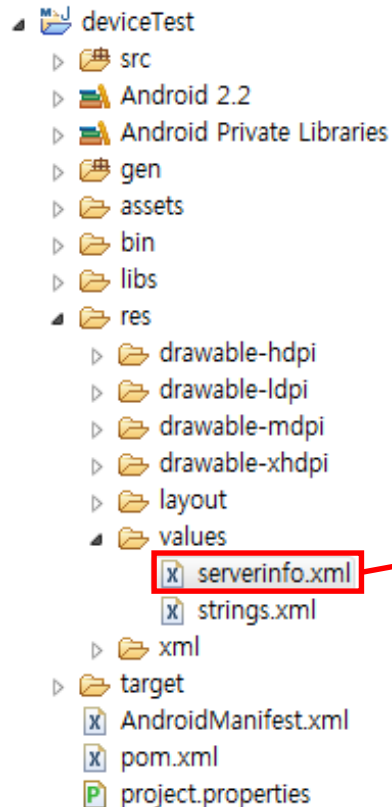 deviceTest
src
Android 2.2
Android Private Libraries
gen
assets
bin
libs
res
drawable-hdpi
drawable-ldpi
drawable-mdpi
drawable-xhdpi
layout
values
serverinfo.xml
strings.xml
xml
target
AndroidManifest.xml
pom.xml
project.properties